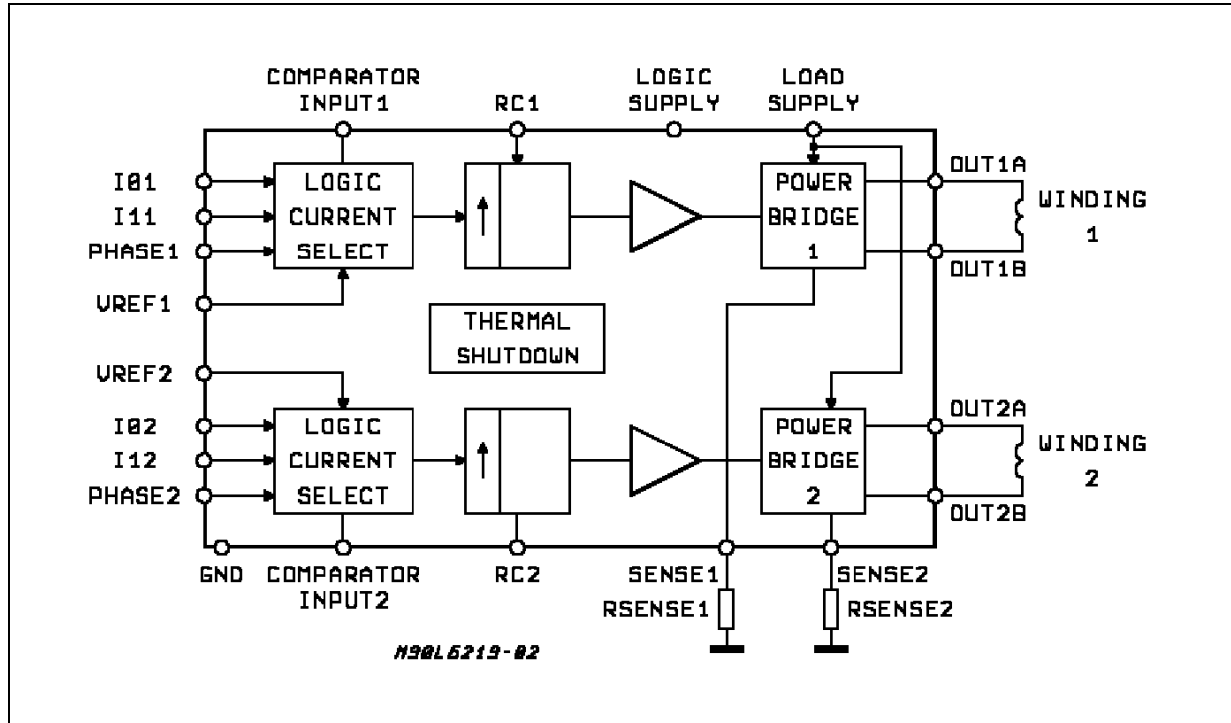 COMPARATOR
INPUT1
RC1
LOGIC
SUPPLY
LOAD
SUPPLY
I01
I11
PHASE1
VREF1
LOGIC
CURRENT
SELECT
POWER
BRIDGE
1
OUT1A
OUT1B
WINDING
1
THERMAL
SHUTDOWN
VREF2
I02
I12
PHASE2
LOGIC
CURRENT
SELECT
POWER
BRIDGE
2
OUT2A
OUT2B
WINDING
2
GND
COMPARATOR
INPUT2
RC2
SENSE1
RSENSE1
SENSE2
RSENSE2
M90L6219-02